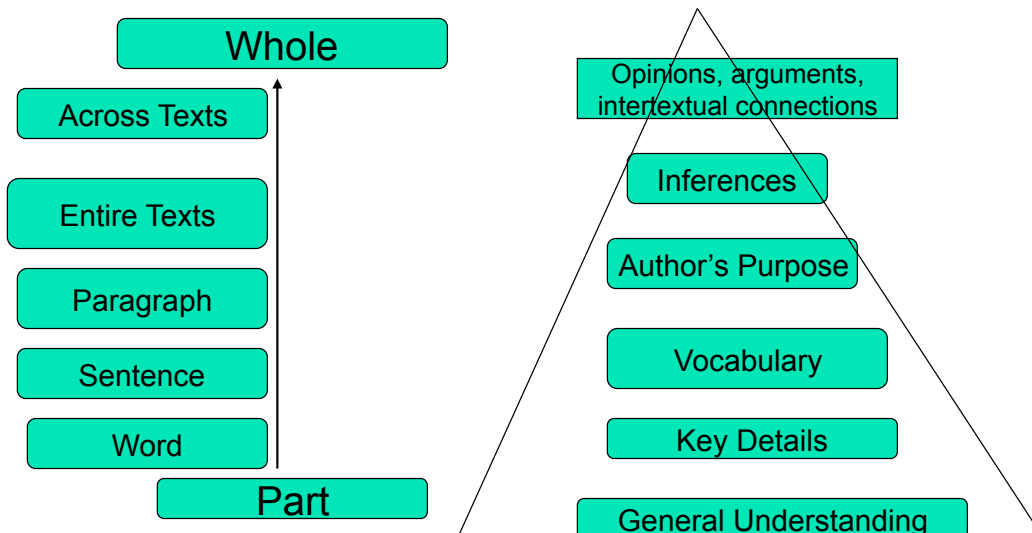 Whole
Across Texts
Entire Texts
Paragraph
Sentence
Word
Part
Opinions, arguments,
intertextual connections
Inferences
Author’s Purpose
Vocabulary
Key Details
General Understanding